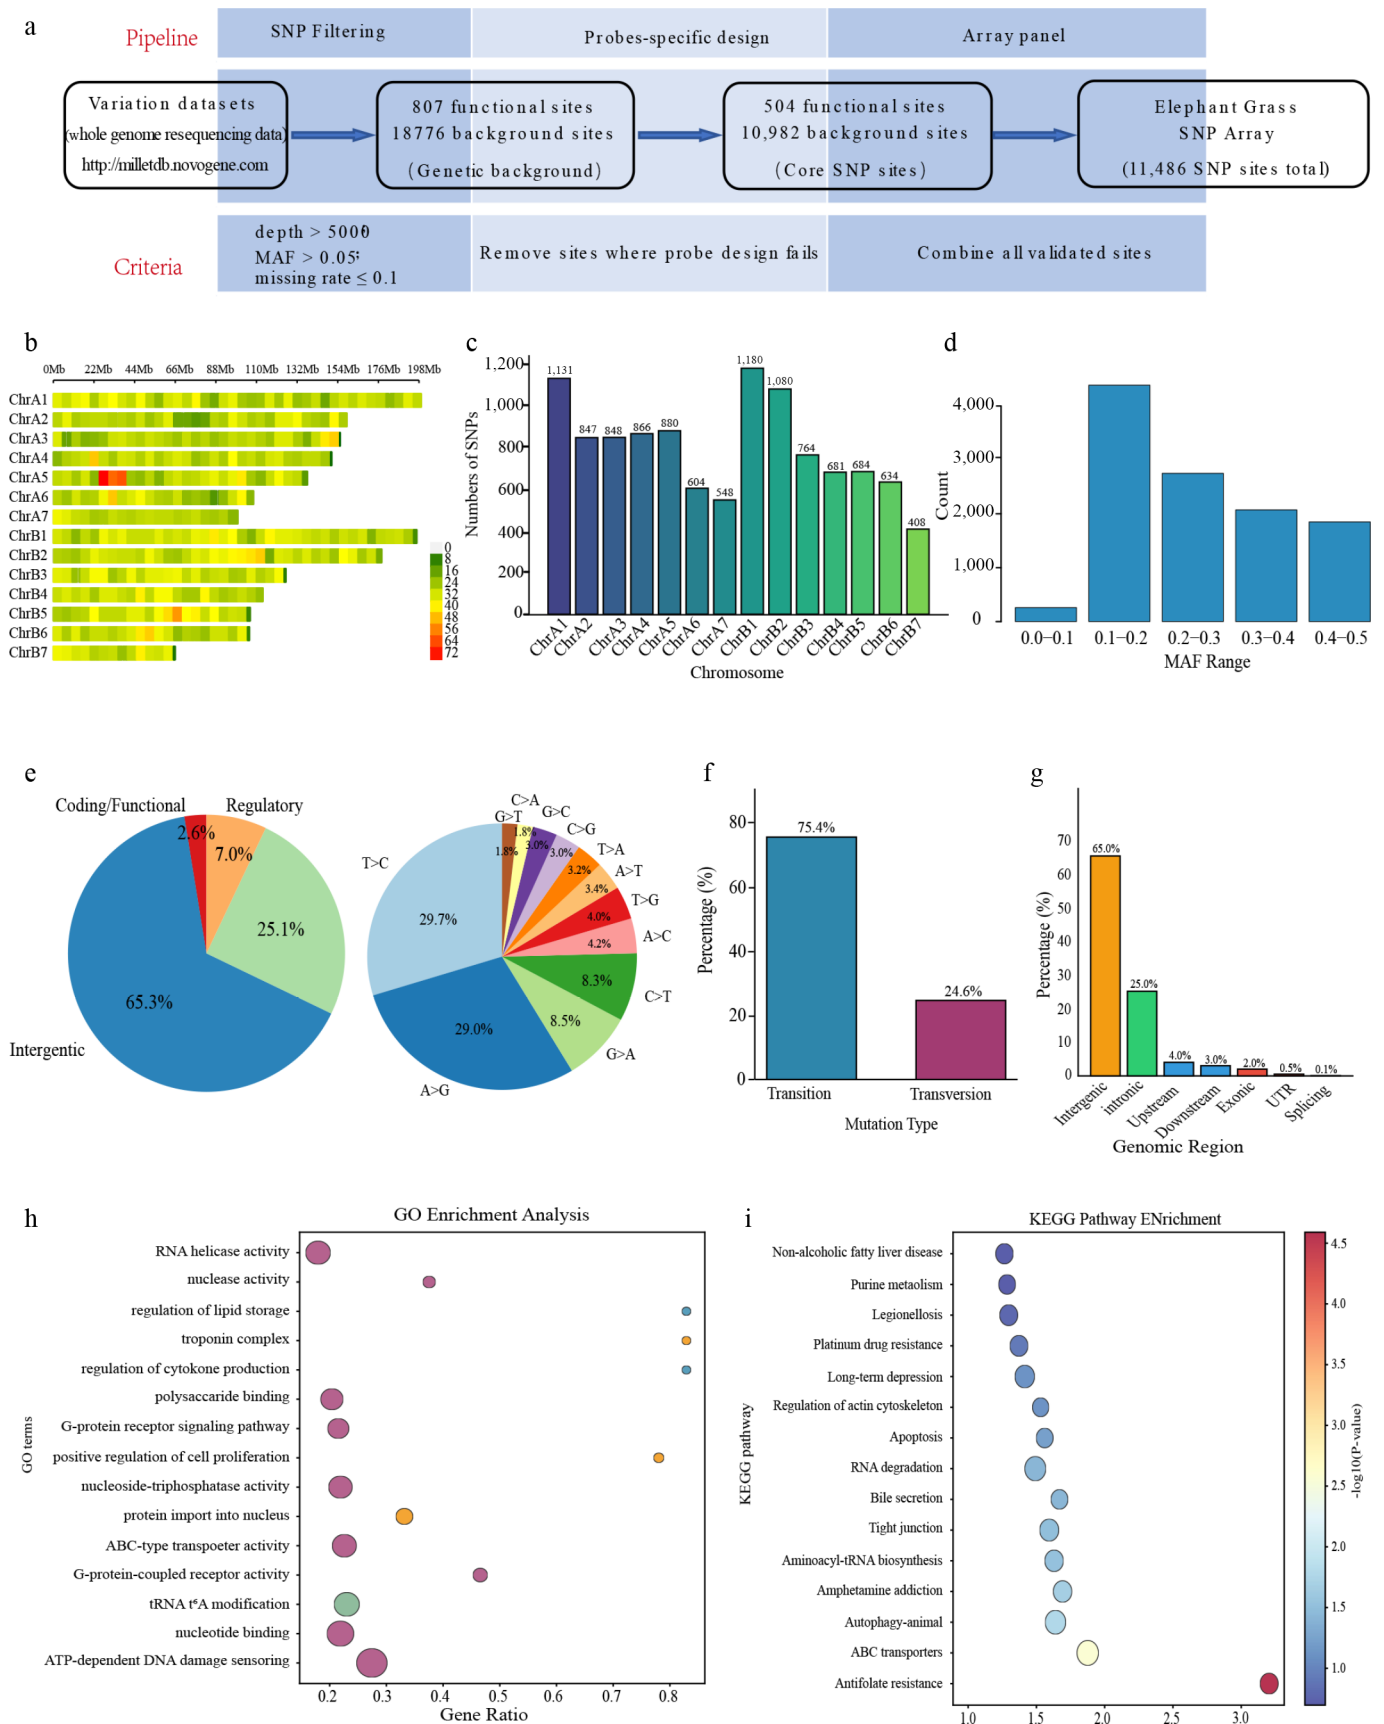 a
Pipeline
SNP Filtering
Probes-specific design
Array panel
Variation datasets
(whole genome resequencing data)
http://milletdb.novogene.com
807 functional sites
18776 background sites
(Genetic background)
504 functional sites
10,982 background sites
(Core SNP sites)
Elephant Grass
SNP Array
(11,486 SNP sites total)
Criteria
depth > 5000
MAF > 0.05;
missing rate ≤ 0.1
Remove sites where probe design fails
Combine all validated sites
b
0Mb 22Mb 44Mb 66Mb 88Mb 110Mb 132Mb 154Mb 176Mb 198Mb
ChrA1
ChrA2
ChrA3
ChrA4
ChrA5
ChrA6
ChrA7
ChrB1
ChrB2
ChrB3
ChrB4
ChrB5
ChrB6
ChrB7
0
8
16
24
32
40
48
56
64
72
c
Numbers of SNPs
1,200
1,000
800
600
400
200
0
1,131
847
848
866
880
604
548
1,180
1,080
764
681
684
634
408
ChrA1
ChrA2
ChrA3
ChrA4
ChrA5
ChrA6
ChrA7
ChrB1
ChrB2
ChrB3
ChrB4
ChrB5
ChrB6
ChrB7
Chromosome
d
Count
4,000
3,000
2,000
1,000
0
0.0−0.1 0.1−0.2 0.2−0.3 0.3−0.4 0.4−0.5
MAF Range
e
Coding/Functional
Regulatory
2.6%
7.0%
25.1%
65.3%
Intergentic
C>A
G>T
G>C
C>G
T>A
A>T
T>G
A>C
C>T
G>A
A>G
T>C
1.8%
1.8%
3.0%
3.0%
3.2%
3.4%
4.0%
4.2%
8.3%
8.5%
29.0%
29.7%
f
Percentage (%)
80
60
40
20
0
75.4%
24.6%
Transition
Transversion
Mutation Type
g
Percentage (%)
70
60
50
40
30
20
10
0
65.0%
25.0%
4.0%
3.0%
2.0%
0.5%
0.1%
Intergenic
intronic
Upstream
Downstream
Exonic
UTR
Splicing
Genomic Region
h
GO Enrichment Analysis
GO terms
RNA helicase activity
nuclease activity
regulation of lipid storage
troponin complex
regulation of cytokone production
polysaccaride binding
G-protein receptor signaling pathway
positive regulation of cell proliferation
nucleoside-triphosphatase activity
protein import into nucleus
ABC-type transpoeter activity
G-protein-coupled receptor activity
tRNA t⁶A modification
nucleotide binding
ATP-dependent DNA damage sensoring
0.2 0.3 0.4 0.5 0.6 0.7 0.8
Gene Ratio
i
KEGG Pathway ENrichment
KEGG pathway
Non-alcoholic fatty liver disease
Purine metaolism
Legionellosis
Platinum drug resistance
Long-term depression
Regulation of actin cytoskeleton
Apoptosis
RNA degradation
Bile secretion
Tight junction
Aminoacyl-tRNA biosynthesis
Amphetamine addiction
Autophagy-animal
ABC transporters
Antifolate resistance
1.0 1.5 2.0 2.5 3.0
4.5
4.0
3.5
3.0
2.5
2.0
1.5
1.0
-log10(P-value)